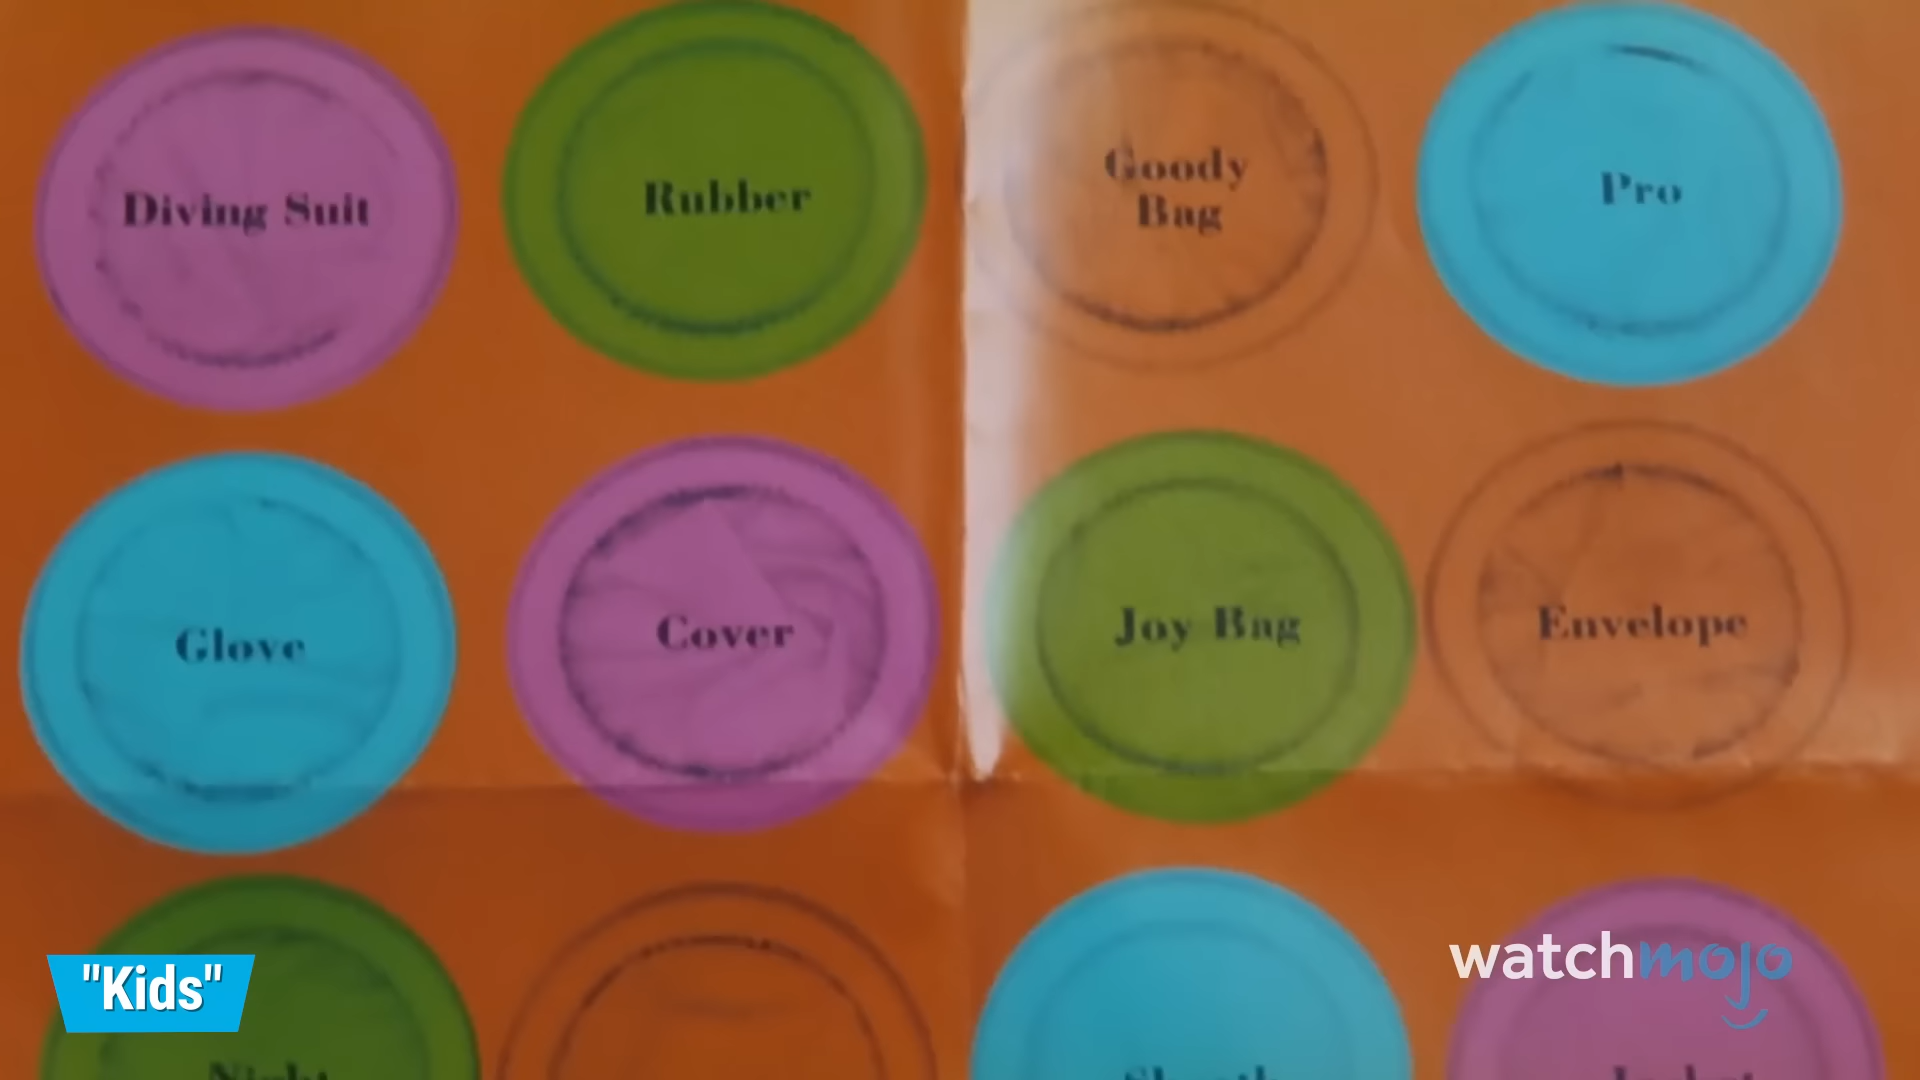 Diving Suit
Rubber
Goody
Bag
Pro
Glove
Cover
Joy Bag
Envelope
"Kids"
watchmojo